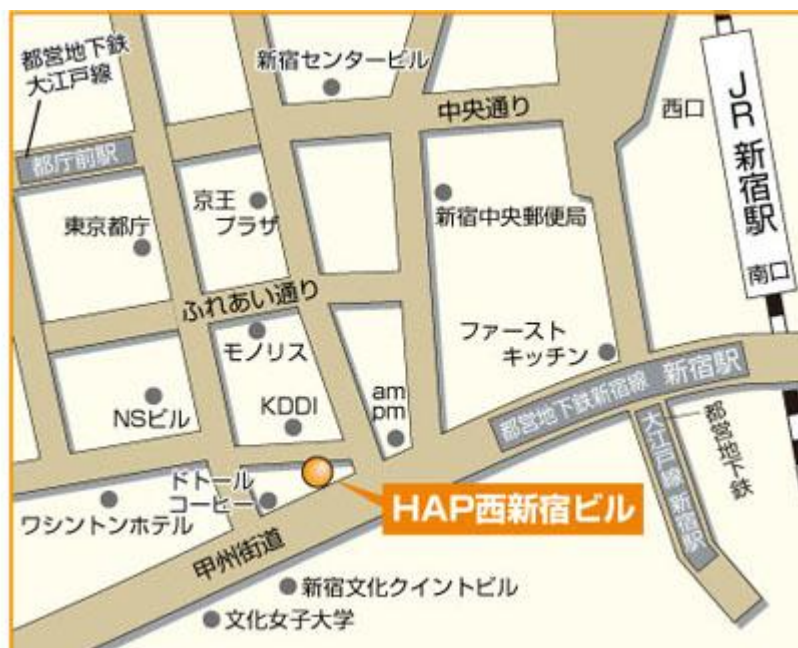 都営地下鉄
大江戸線
新宿センタービル
中央通り
西口
JR 新宿駅
都庁前駅
京王
プラザ
新宿中央郵便局
東京都庁
南口
ふれあい通り
モノリス
ファースト
キッチン
都営地下鉄新宿線 新宿駅
am
pm
NSビル
KDDI
大江戸線 新宿駅
都営地下鉄
ドトール
コーヒー
ワシントンホテル
HAP西新宿ビル
甲州街道
新宿文化クイントビル
文化女子大学